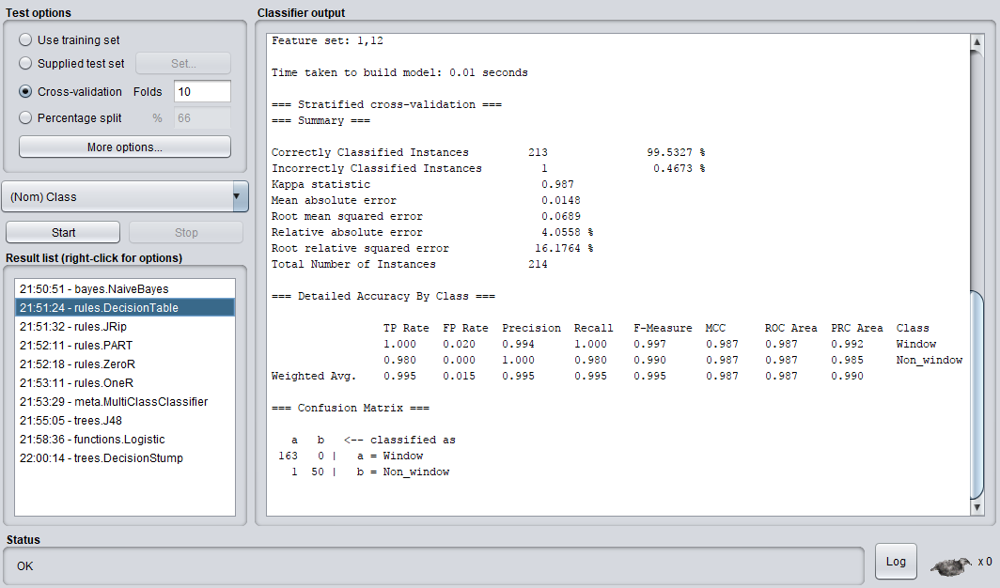 Test options
Use training set
Supplied test set Set...
Cross-validation Folds 10
Percentage split % 66
More options...
(Nom) Class
Start Stop
Result list (right-click for options)
21:50:51 - bayes.NaiveBayes
21:51:24 - rules.DecisionTable
21:51:32 - rules.JRip
21:52:11 - rules.PART
21:52:18 - rules.ZeroR
21:53:11 - rules.OneR
21:53:29 - meta.MultiClassClassifier
21:55:05 - trees.J48
21:58:36 - functions.Logistic
22:00:14 - trees.DecisionStump
Classifier output
Feature set: 1,12
Time taken to build model: 0.01 seconds
=== Stratified cross-validation ===
=== Summary ===
Correctly Classified Instances 213 99.5327 %
Incorrectly Classified Instances 1 0.4673 %
Kappa statistic 0.987
Mean absolute error 0.0148
Root mean squared error 0.0689
Relative absolute error 4.0558 %
Root relative squared error 16.1764 %
Total Number of Instances 214
=== Detailed Accuracy By Class ===
TP Rate FP Rate Precision Recall F-Measure MCC ROC Area PRC Area Class
1.000 0.020 0.994 1.000 0.997 0.987 0.987 0.992 Window
0.980 0.000 1.000 0.980 0.990 0.987 0.987 0.985 Non_window
Weighted Avg. 0.995 0.015 0.995 0.995 0.995 0.987 0.987 0.990
=== Confusion Matrix ===
a b <-- classified as
163 0 | a = Window
1 50 | b = Non_window
Status
OK
Log
x 0